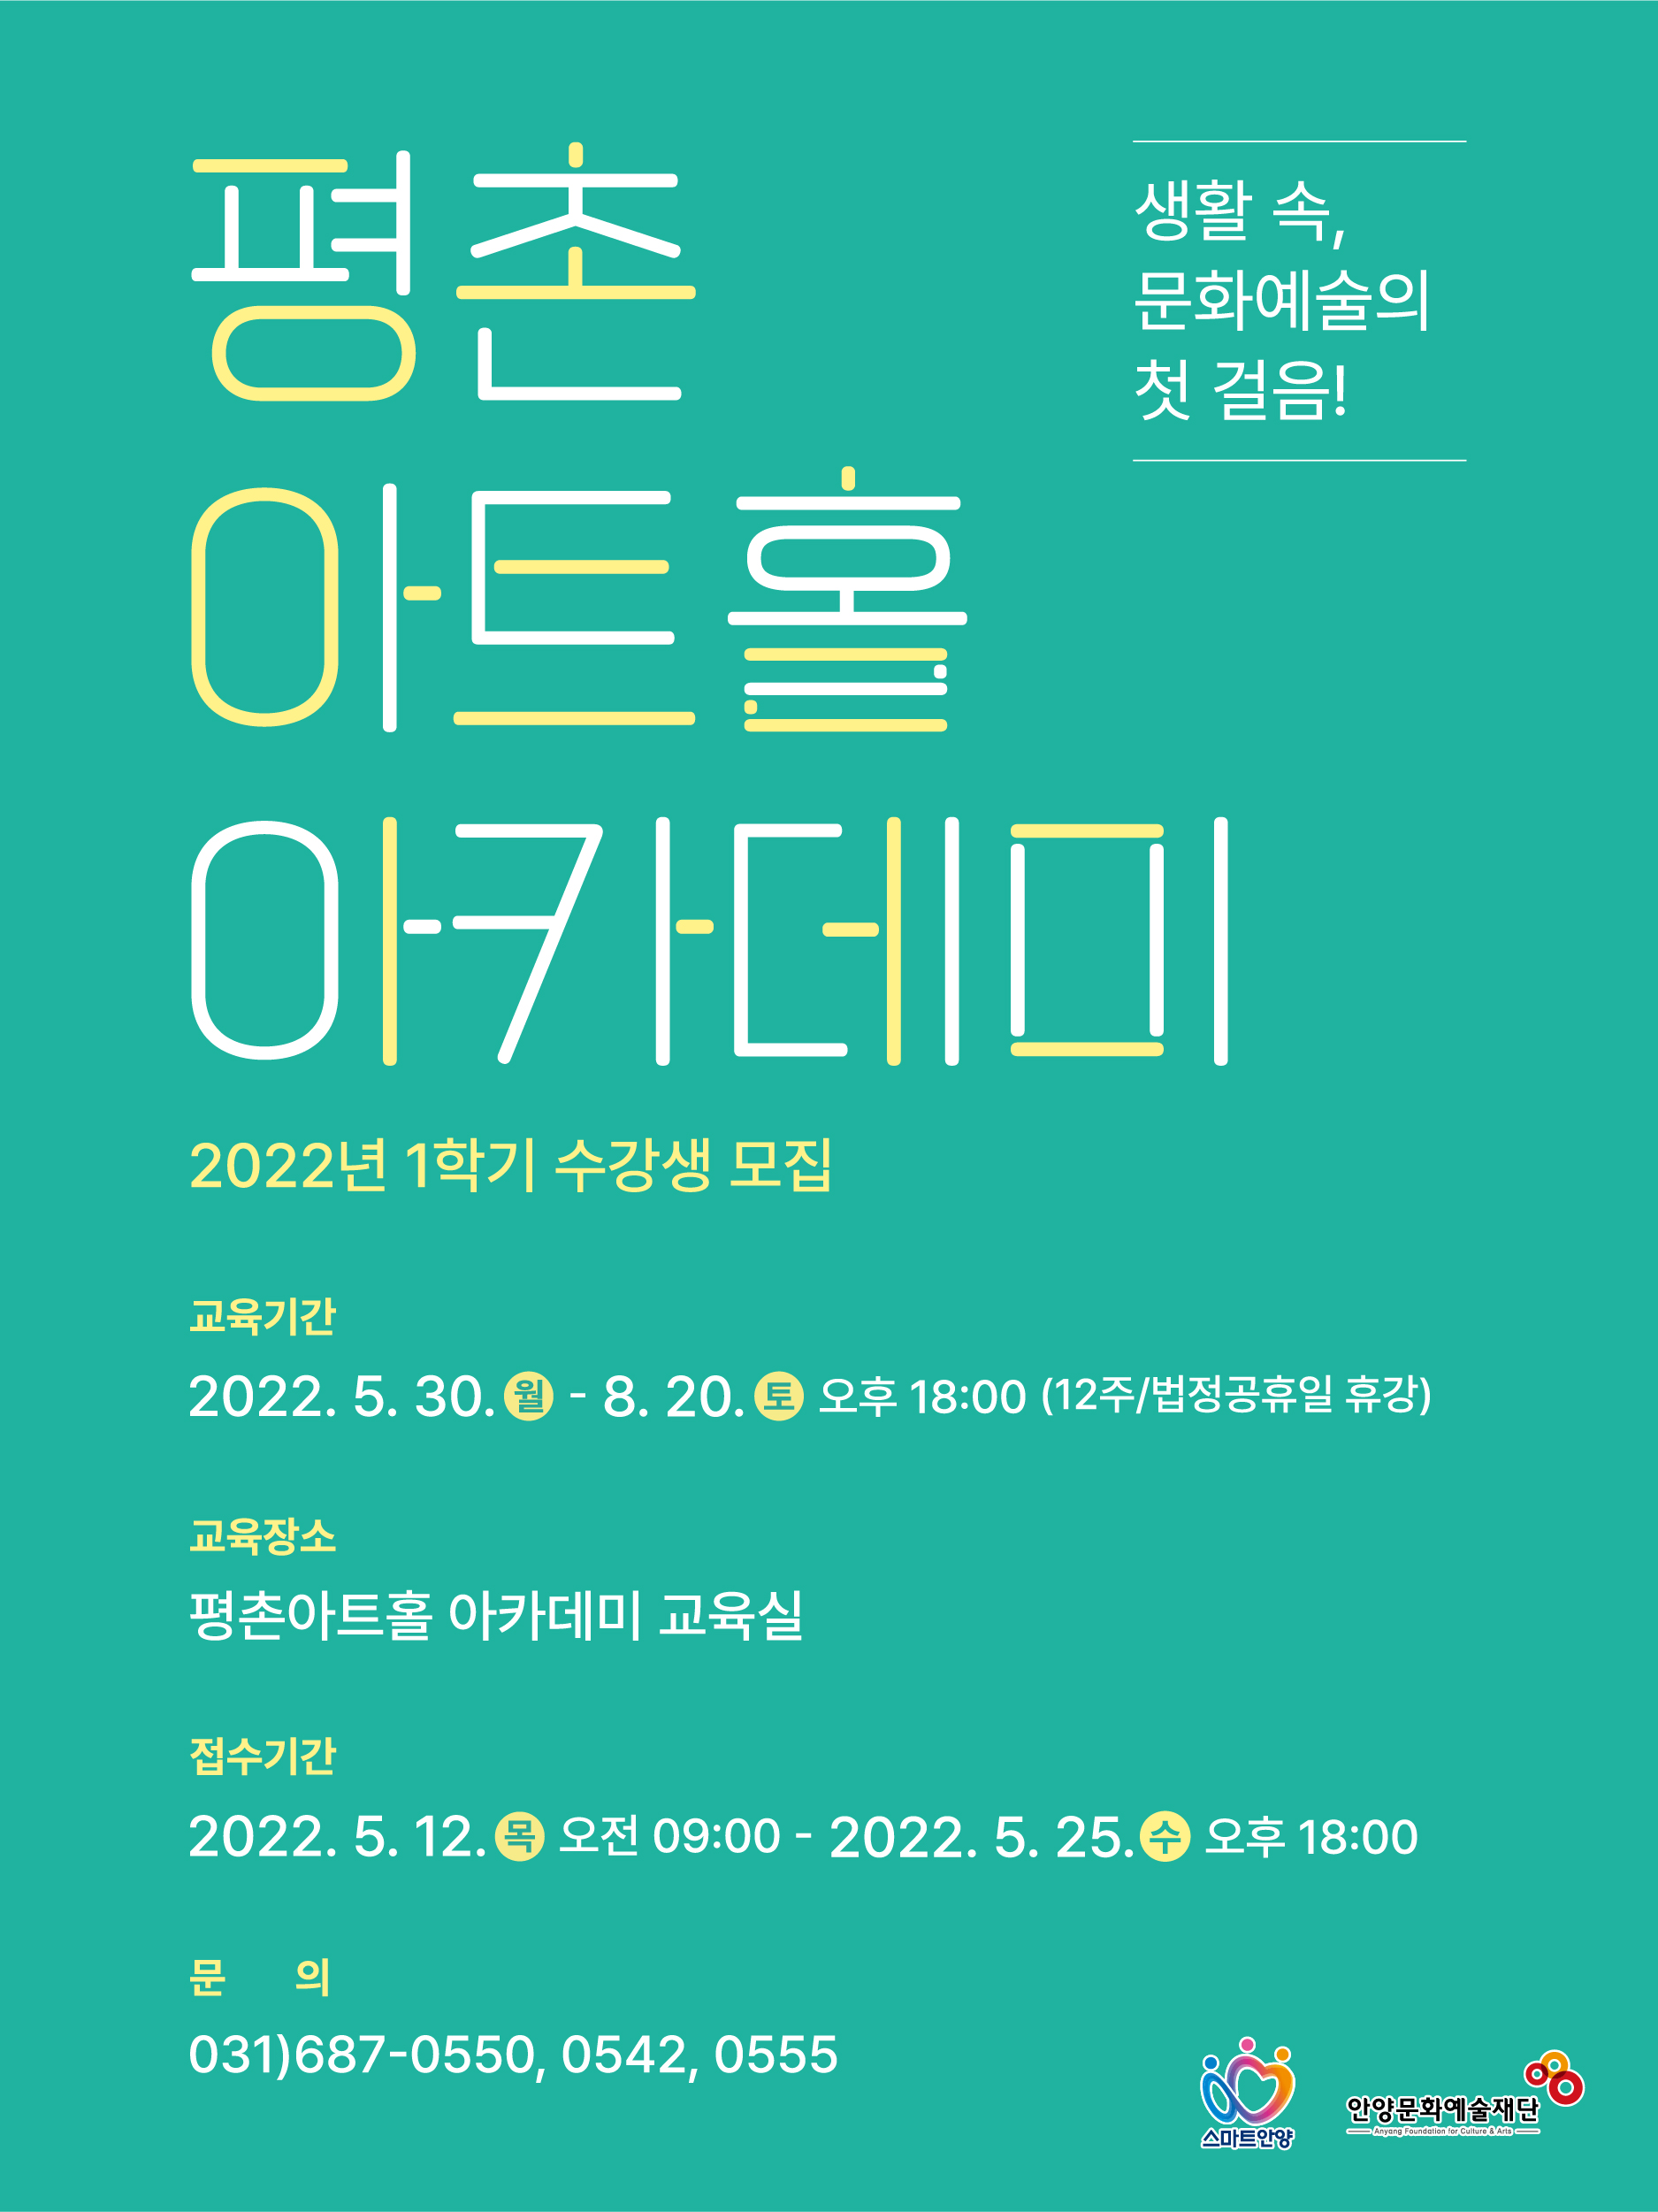 평촌
아트홀
아카데미
생활 속,
문화예술의
첫 걸음!
2022년 1학기 수강생 모집
교육기간
2022. 5. 30. 월 - 8. 20. 토 오후 18:00 (12주/법정공휴일 휴강)
교육장소
평촌아트홀 아카데미 교육실
접수기간
2022. 5. 12. 목 오전 09:00 - 2022. 5. 25. 수 오후 18:00
문 의
031)687-0550, 0542, 0555
스마트안양
안양문화예술재단
Anyang Foundation for Culture & Arts